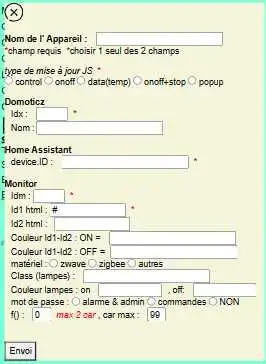 Nom de l' Appareil :
*champ requis *choisir 1 seul des 2 champs
type de mise à jour JS *
control onoff data(temp) onoff+stop popup
Domoticz
Idx : *
Nom :
Home Assistant
device.ID : *
Monitor
Idm : *
Id1 html : # *
Id2 html :
Couleur Id1-Id2 : ON =
Couleur Id1-Id2 : OFF =
matériel : zwave zigbee autres
Class (lampes) :
Couleur lampes : on , off:
mot de passe : alarme & admin commandes NON
f() : 0 max 2 car , car max : 99
Envoi